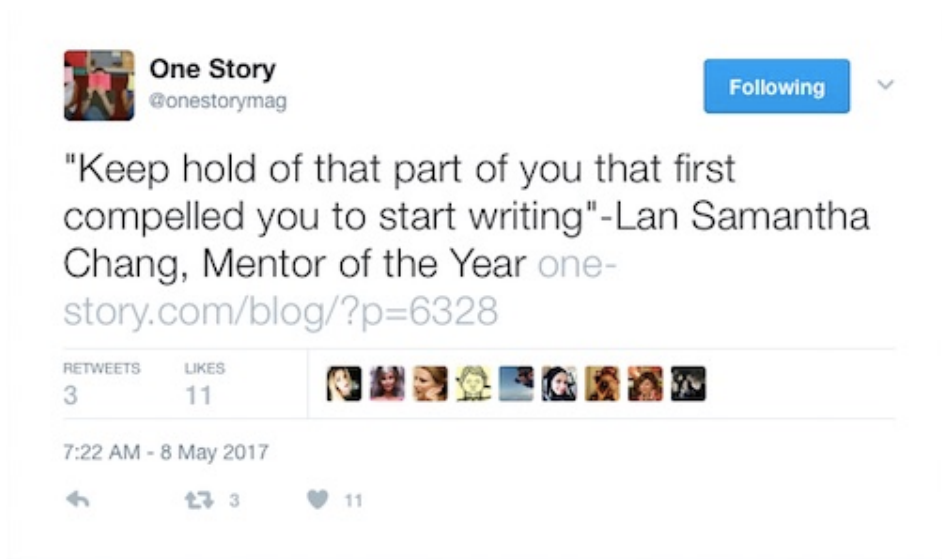 One Story
@onestorymag
Following
"Keep hold of that part of you that first
compelled you to start writing"-Lan Samantha
Chang, Mentor of the Year one-
story.com/blog/?p=6328
RETWEETS LIKES
3 11
7:22 AM - 8 May 2017
3 11